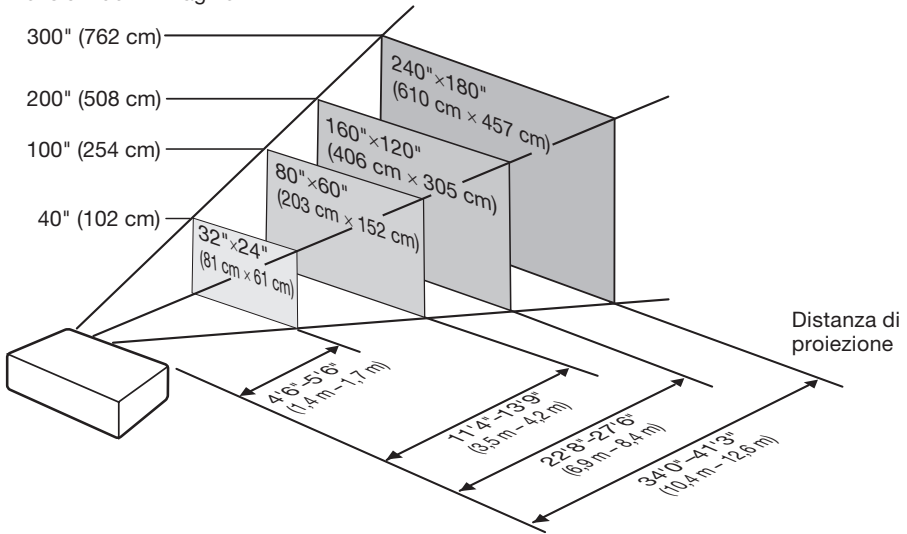 300" (762 cm)
200" (508 cm)
100" (254 cm)
40" (102 cm)
240"×180"
(610 cm × 457 cm)
160"×120"
(406 cm × 305 cm)
80"×60"
(203 cm × 152 cm)
32"×24"
(81 cm × 61 cm)
Distanza di
proiezione
4'6"–5'6"
(1,4 m – 1,7 m)
11'4"–13'9"
(3,5 m – 4,2 m)
22'8"–27'6"
(6,9 m – 8,4 m)
34'0"–41'3"
(10,4 m – 12,6 m)